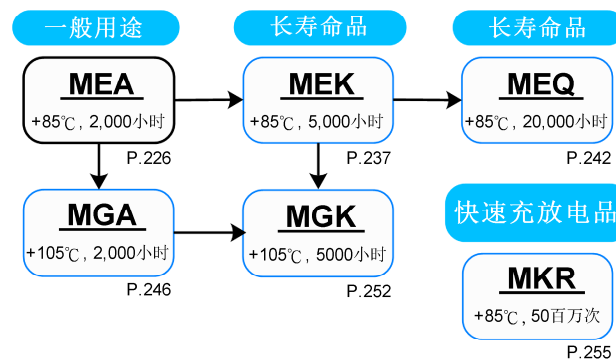 一般用途
长寿命品
长寿命品
MEA
+85℃, 2,000小时
P.226
MEK
+85℃, 5,000小时
P.237
MEQ
+85℃, 20,000小时
P.242
MGA
+105℃, 2,000小时
P.246
MGK
+105℃, 5000小时
P.252
快速充放电品
MKR
+85℃, 50百万次
P.255